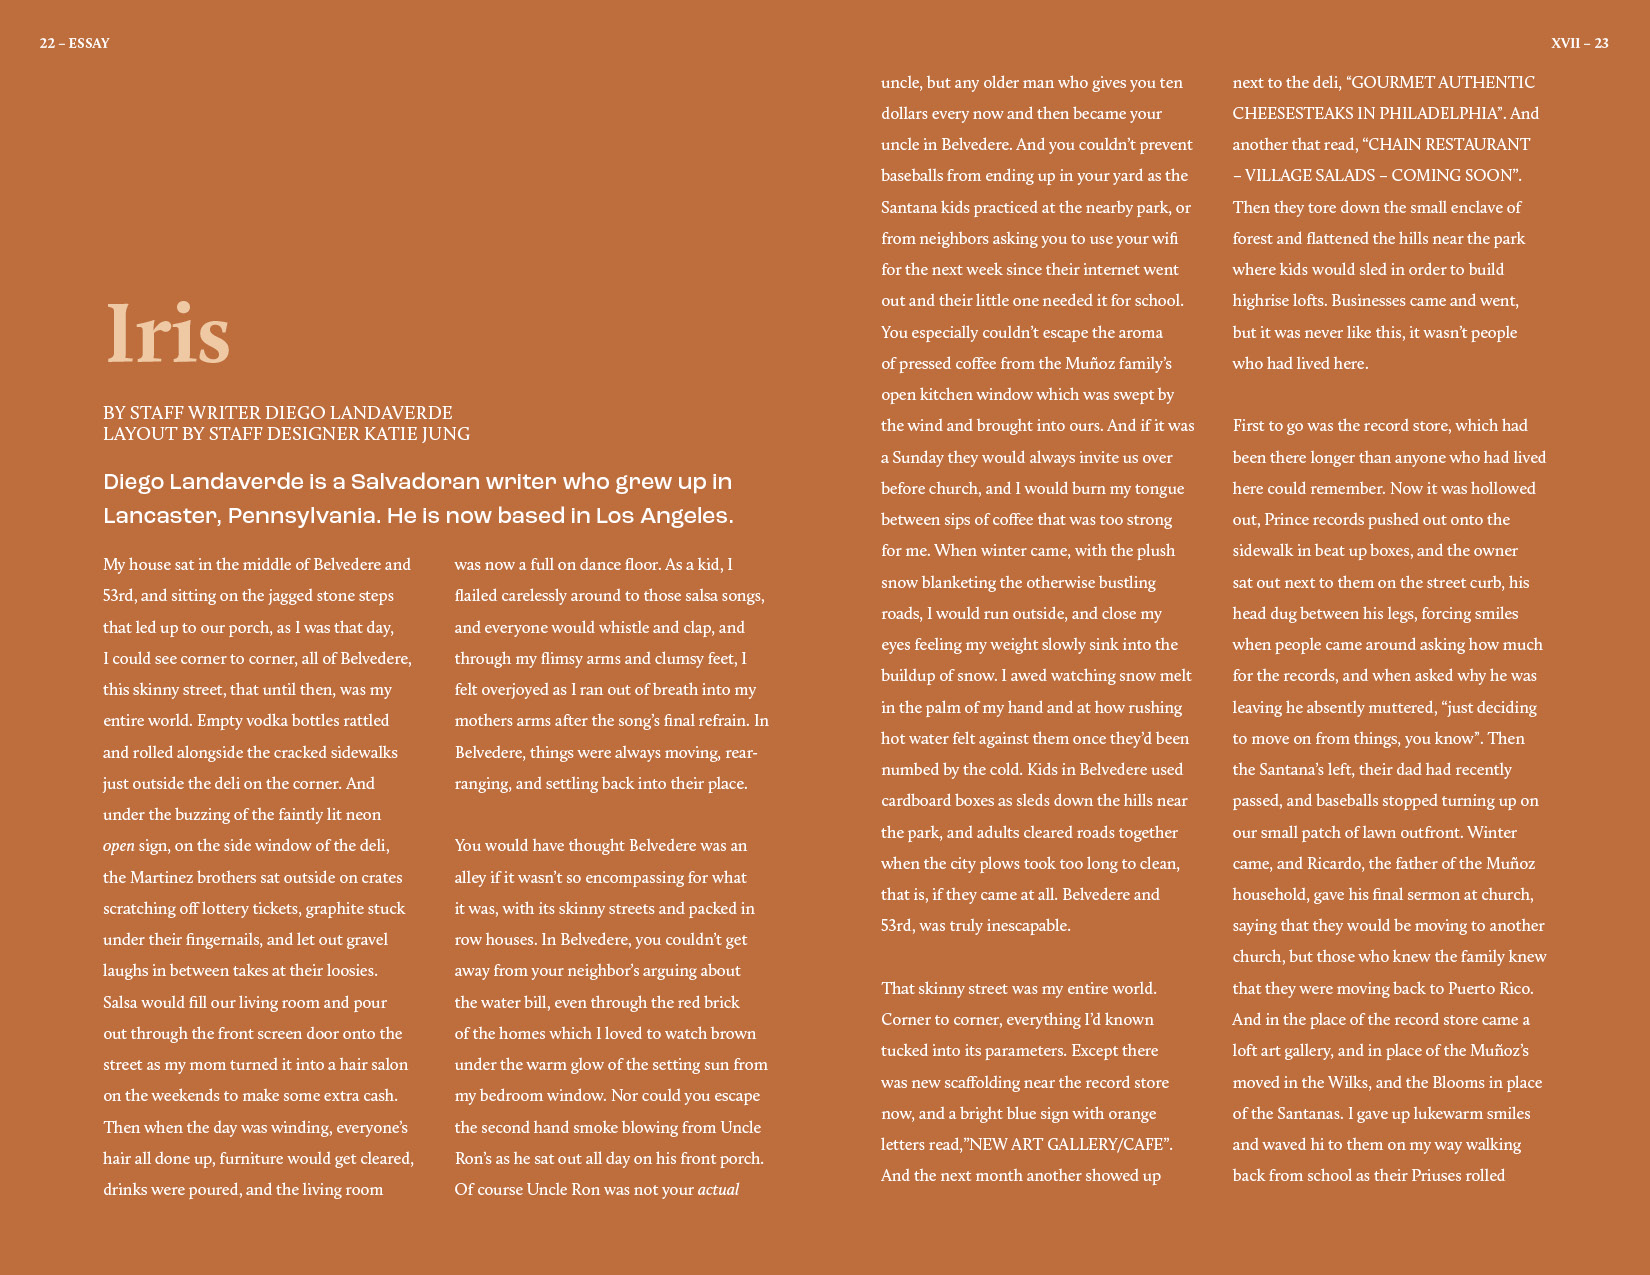 22 – ESSAY
XVII – 23
Iris
BY STAFF WRITER DIEGO LANDAVERDE
LAYOUT BY STAFF DESIGNER KATIE JUNG
Diego Landaverde is a Salvadoran writer who grew up in
Lancaster, Pennsylvania. He is now based in Los Angeles.
My house sat in the middle of Belvedere and
53rd, and sitting on the jagged stone steps
that led up to our porch, as I was that day,
I could see corner to corner, all of Belvedere,
this skinny street, that until then, was my
entire world. Empty vodka bottles rattled
and rolled alongside the cracked sidewalks
just outside the deli on the corner. And
under the buzzing of the faintly lit neon
open sign, on the side window of the deli,
the Martinez brothers sat outside on crates
scratching off lottery tickets, graphite stuck
under their fingernails, and let out gravel
laughs in between takes at their loosies.
Salsa would fill our living room and pour
out through the front screen door onto the
street as my mom turned it into a hair salon
on the weekends to make some extra cash.
Then when the day was winding, everyone’s
hair all done up, furniture would get cleared,
drinks were poured, and the living room
was now a full on dance floor. As a kid, I
flailed carelessly around to those salsa songs,
and everyone would whistle and clap, and
through my flimsy arms and clumsy feet, I
felt overjoyed as I ran out of breath into my
mothers arms after the song’s final refrain. In
Belvedere, things were always moving, rear-
ranging, and settling back into their place.
You would have thought Belvedere was an
alley if it wasn’t so encompassing for what
it was, with its skinny streets and packed in
row houses. In Belvedere, you couldn’t get
away from your neighbor’s arguing about
the water bill, even through the red brick
of the homes which I loved to watch brown
under the warm glow of the setting sun from
my bedroom window. Nor could you escape
the second hand smoke blowing from Uncle
Ron’s as he sat out all day on his front porch.
Of course Uncle Ron was not your actual
uncle, but any older man who gives you ten
dollars every now and then became your
uncle in Belvedere. And you couldn’t prevent
baseballs from ending up in your yard as the
Santana kids practiced at the nearby park, or
from neighbors asking you to use your wifi
for the next week since their internet went
out and their little one needed it for school.
You especially couldn’t escape the aroma
of pressed coffee from the Muñoz family’s
open kitchen window which was swept by
the wind and brought into ours. And if it was
a Sunday they would always invite us over
before church, and I would burn my tongue
between sips of coffee that was too strong
for me. When winter came, with the plush
snow blanketing the otherwise bustling
roads, I would run outside, and close my
eyes feeling my weight slowly sink into the
buildup of snow. I awed watching snow melt
in the palm of my hand and at how rushing
hot water felt against them once they’d been
numbed by the cold. Kids in Belvedere used
cardboard boxes as sleds down the hills near
the park, and adults cleared roads together
when the city plows took too long to clean,
that is, if they came at all. Belvedere and
53rd, was truly inescapable.
That skinny street was my entire world.
Corner to corner, everything I’d known
tucked into its parameters. Except there
was new scaffolding near the record store
now, and a bright blue sign with orange
letters read,”NEW ART GALLERY/CAFE”.
And the next month another showed up
next to the deli, “GOURMET AUTHENTIC
CHEESESTEAKS IN PHILADELPHIA”. And
another that read, “CHAIN RESTAURANT
– VILLAGE SALADS – COMING SOON”.
Then they tore down the small enclave of
forest and flattened the hills near the park
where kids would sled in order to build
highrise lofts. Businesses came and went,
but it was never like this, it wasn’t people
who had lived here.
First to go was the record store, which had
been there longer than anyone who had lived
here could remember. Now it was hollowed
out, Prince records pushed out onto the
sidewalk in beat up boxes, and the owner
sat out next to them on the street curb, his
head dug between his legs, forcing smiles
when people came around asking how much
for the records, and when asked why he was
leaving he absently muttered, “just deciding
to move on from things, you know”. Then
the Santana’s left, their dad had recently
passed, and baseballs stopped turning up on
our small patch of lawn outfront. Winter
came, and Ricardo, the father of the Muñoz
household, gave his final sermon at church,
saying that they would be moving to another
church, but those who knew the family knew
that they were moving back to Puerto Rico.
And in the place of the record store came a
loft art gallery, and in place of the Muñoz’s
moved in the Wilks, and the Blooms in place
of the Santanas. I gave up lukewarm smiles
and waved hi to them on my way walking
back from school as their Priuses rolled